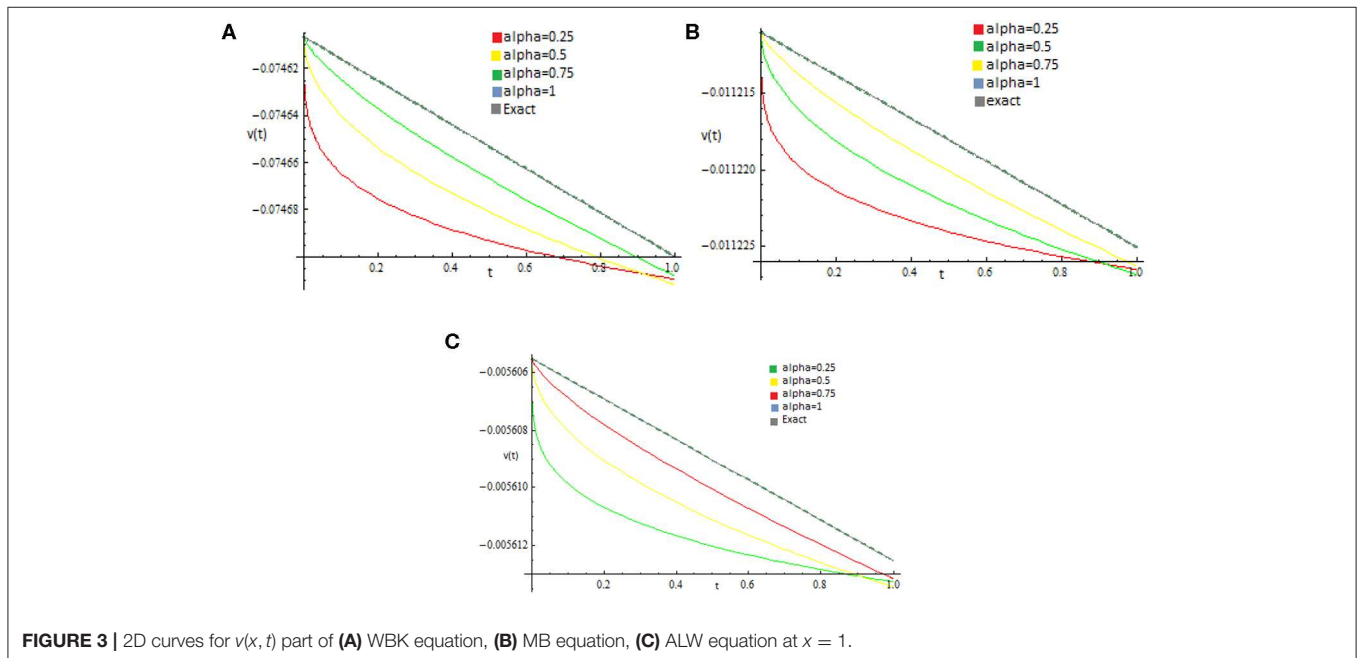 A
alpha=0.25
alpha=0.5
alpha=0.75
alpha=1
Exact
−0.07462
−0.07464
v(t)
−0.07466
−0.07468
0.2
0.4
0.6
0.8
1.0
t
B
alpha=0.25
alpha=0.5
alpha=0.75
alpha=1
exact
−0.011215
v(t)
−0.011220
−0.011225
0.2
0.4
0.6
0.8
1.0
t
C
alpha=0.25
alpha=0.5
alpha=0.75
alpha=1
Exact
−0.005606
−0.005608
v(t)
−0.005610
−0.005612
0.2
0.4
0.6
0.8
1.0
t
FIGURE 3 | 2D curves for v(x, t) part of (A) WBK equation, (B) MB equation, (C) ALW equation at x = 1.